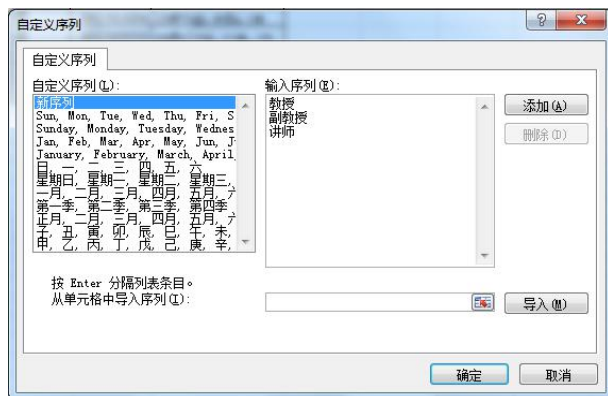 自定义序列
自定义序列
自定义序列(L):
新序列
Sun, Mon, Tue, Wed, Thu, Fri, S
Sunday, Monday, Tuesday, Wednes
Jan, Feb, Mar, Apr, May, Jun, J
January, February, March, April,
日, 一, 二, 三, 四, 五, 六
星期日, 星期一, 星期二, 星期三,
一月, 二月, 三月, 四月, 五月, 六
第一季, 第二季, 第三季, 第四季
正月, 二月, 三月, 四月, 五月, 六
子, 丑, 寅, 卯, 辰, 巳, 午, 未,
甲, 乙, 丙, 丁, 戊, 己, 庚, 辛,
输入序列(E):
教授
副教授
讲师
添加(A)
删除(D)
按 Enter 分隔列表条目。
从单元格中导入序列(I):
导入(M)
确定
取消